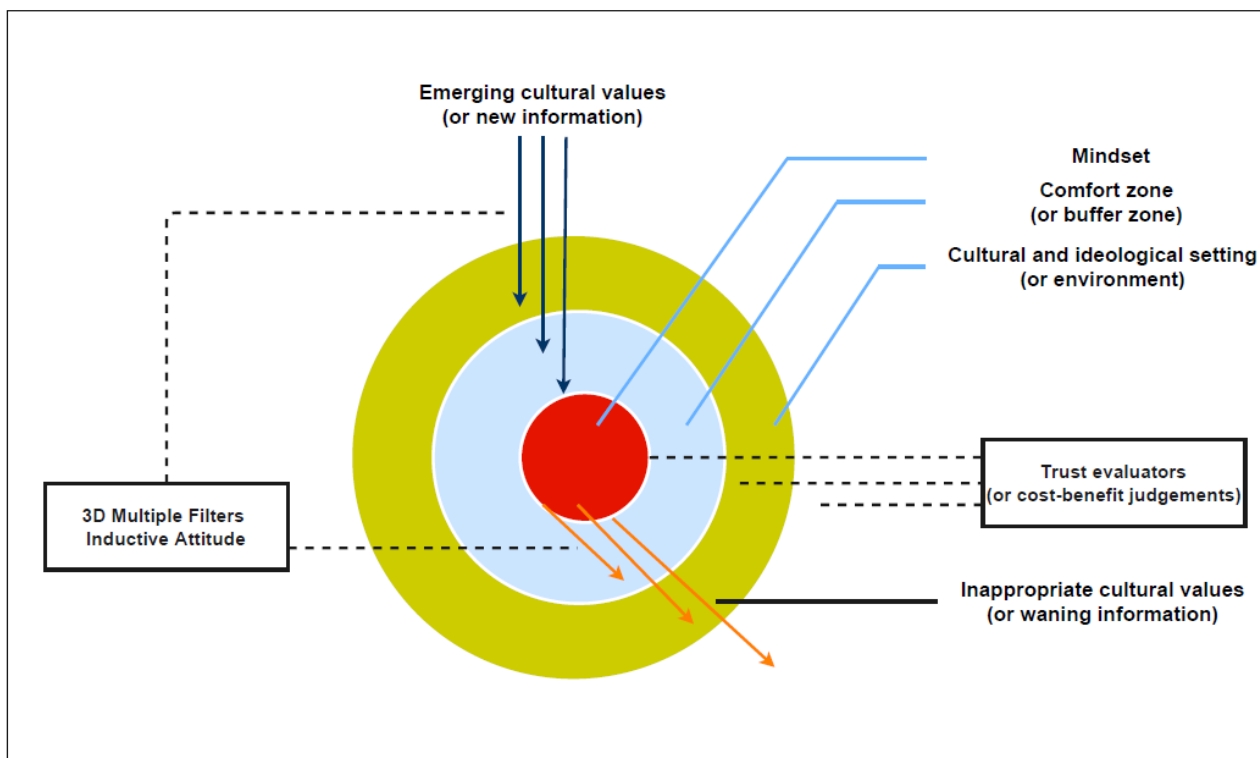 Emerging cultural values
(or new information)
Mindset
Comfort zone
(or buffer zone)
Cultural and ideological setting
(or environment)
Trust evaluators
(or cost-benefit judgements)
3D Multiple Filters
Inductive Attitude
Inappropriate cultural values
(or waning information)